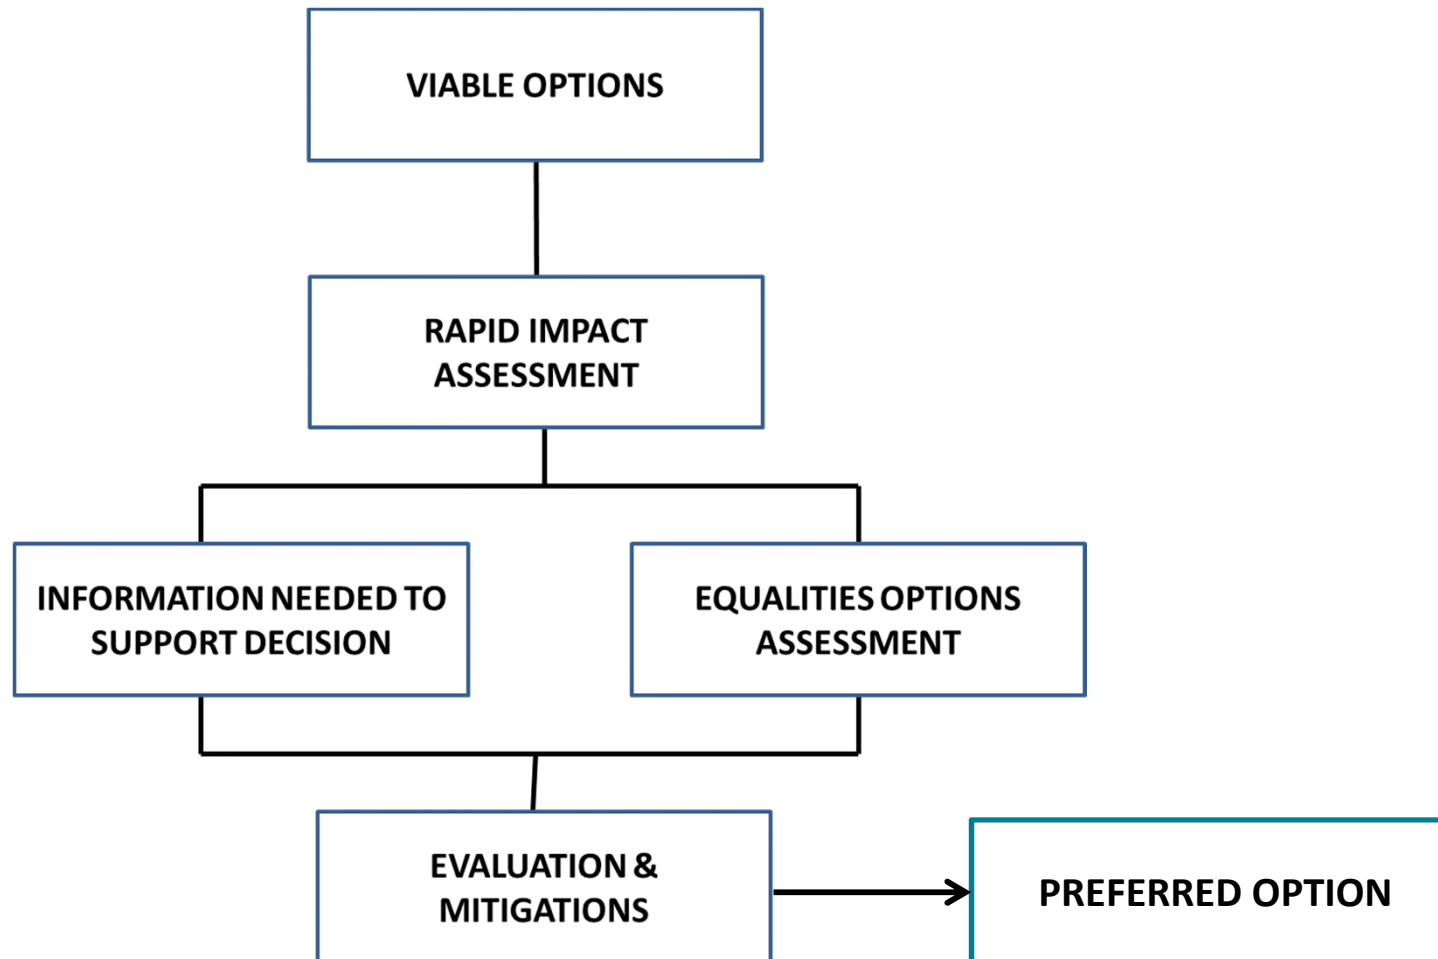 VIABLE OPTIONS
RAPID IMPACT
ASSESSMENT
INFORMATION NEEDED TO
SUPPORT DECISION
EQUALITIES OPTIONS
ASSESSMENT
EVALUATION &
MITIGATIONS
PREFERRED OPTION